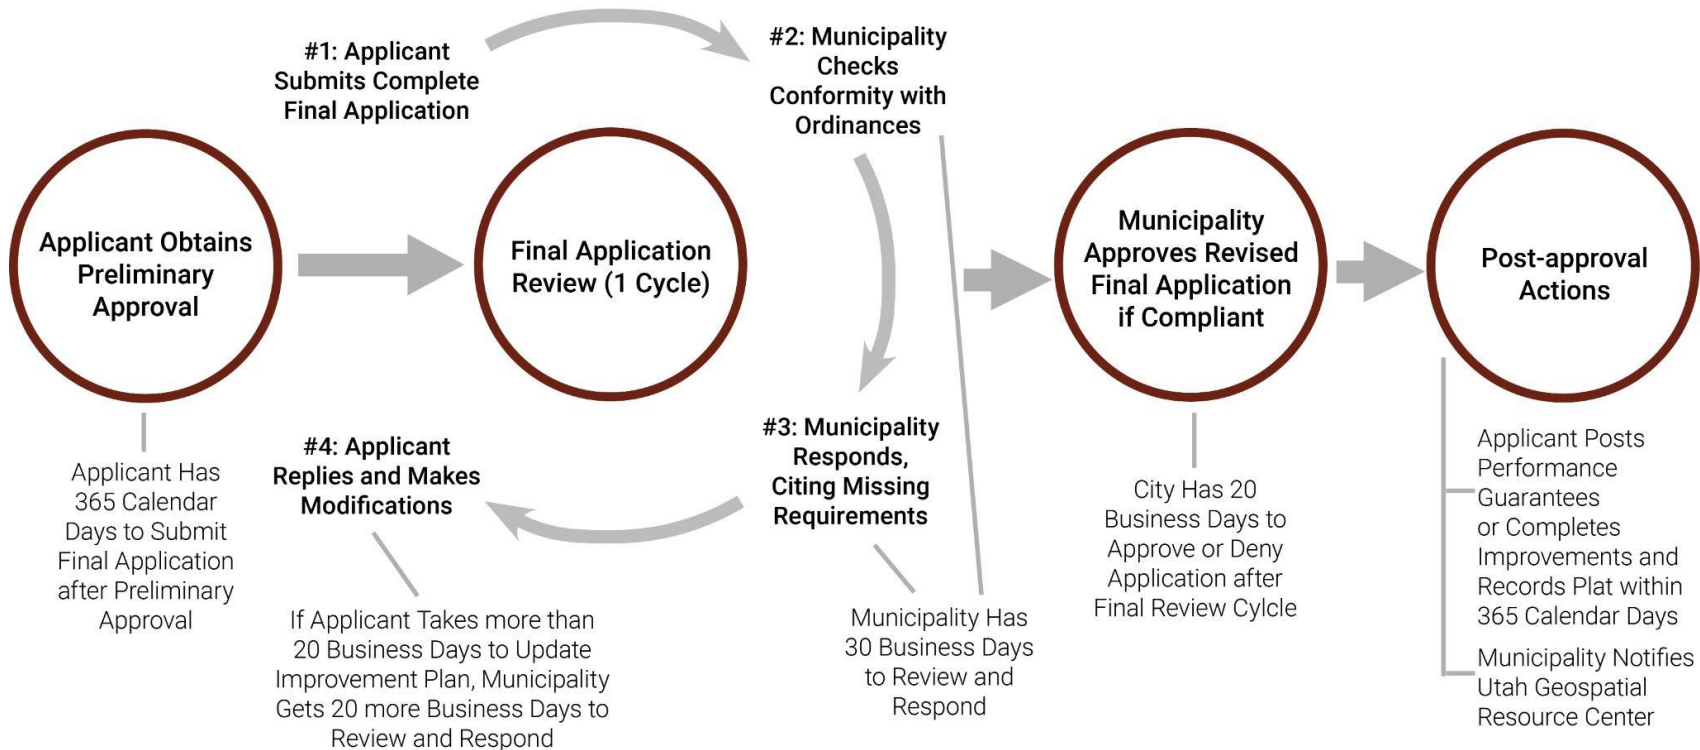 #1: Applicant
Submits Complete
Final Application
#2: Municipality
Checks
Conformity with
Ordinances
Applicant Obtains
Preliminary
Approval
Final Application
Review (1 Cycle)
Municipality
Approves Revised
Final Application
if Compliant
Post-approval
Actions
#3: Municipality
Responds,
Citing Missing
Requirements
#4: Applicant
Replies and Makes
Modifications
Applicant Has
365 Calendar
Days to Submit
Final Application
after Preliminary
Approval
If Applicant Takes more than
20 Business Days to Update
Improvement Plan, Municipality
Gets 20 more Business Days to
Review and Respond
Municipality Has
30 Business Days
to Review and
Respond
City Has 20
Business Days to
Approve or Deny
Application after
Final Review Cylcle
Applicant Posts
Performance
Guarantees
or Completes
Improvements and
Records Plat within
365 Calendar Days
Municipality Notifies
Utah Geospatial
Resource Center